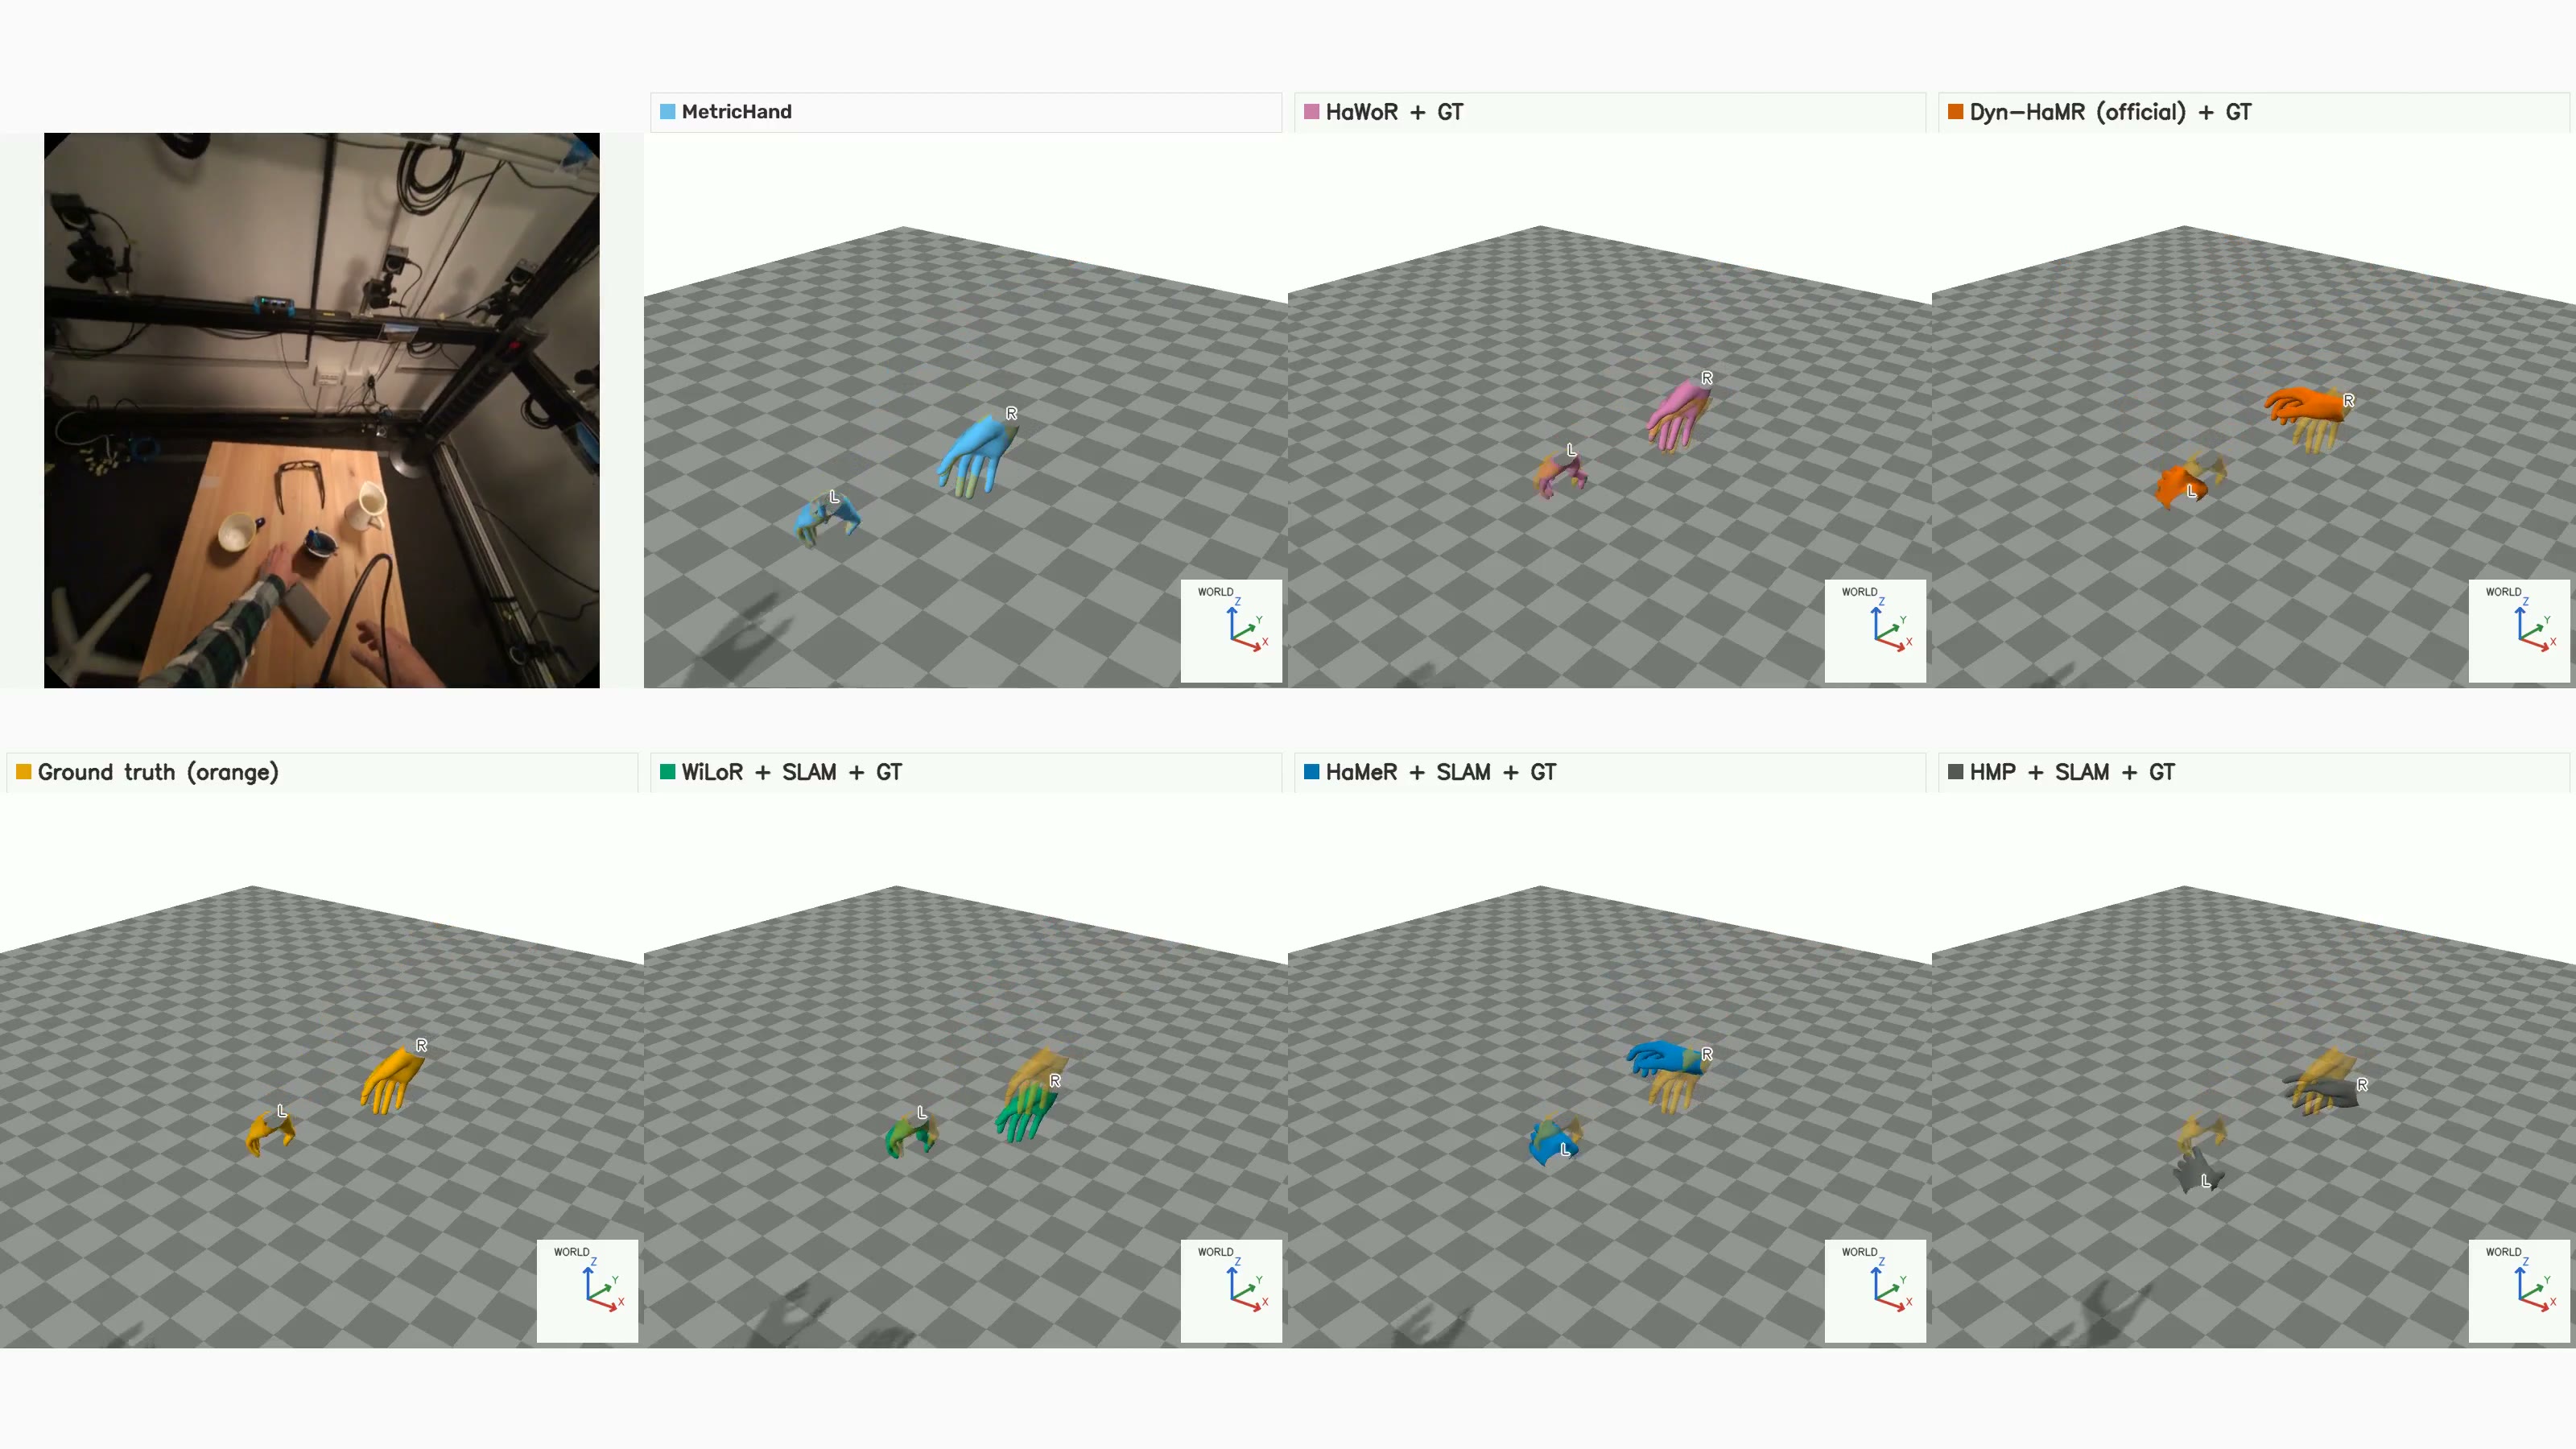 MetricHand
HaWoR + GT
Dyn-HaMR (official) + GT
R
L
WORLD
Z
Y
X
R
L
WORLD
Z
Y
X
R
L
WORLD
Z
Y
X
Ground truth (orange)
WiLoR + SLAM + GT
HaMeR + SLAM + GT
HMP + SLAM + GT
R
L
WORLD
Z
Y
X
R
L
WORLD
Z
Y
X
R
L
WORLD
Z
Y
X
R
L
WORLD
Z
Y
X